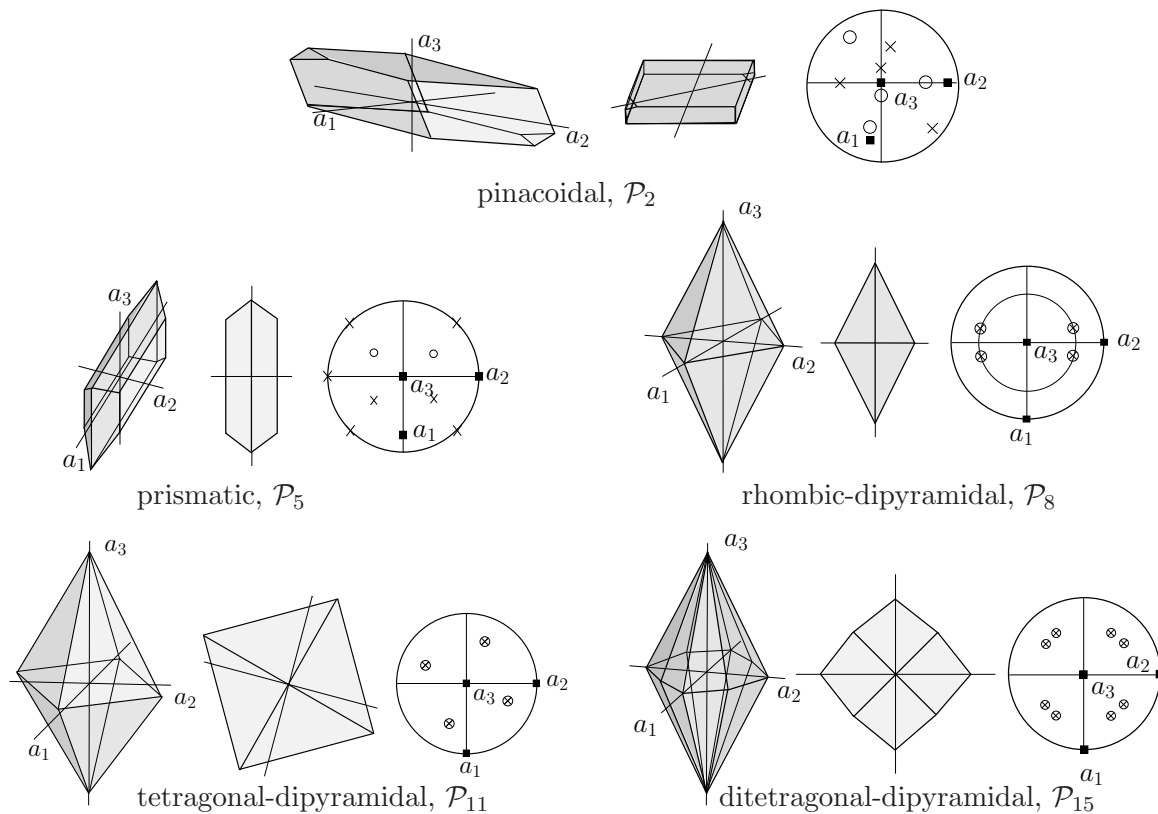 a₃
a₁
a₂
a₂
a₃
a₁
pinacoidal, 𝒫₂
a₃
a₂
a₁
a₂
a₃
a₁
prismatic, 𝒫₅
a₃
a₂
a₁
a₂
a₃
a₁
rhombic-dipyramidal, 𝒫₈
a₃
a₂
a₁
a₂
a₃
a₁
tetragonal-dipyramidal, 𝒫₁₁
a₃
a₂
a₁
a₂
a₃
a₁
ditetragonal-dipyramidal, 𝒫₁₅